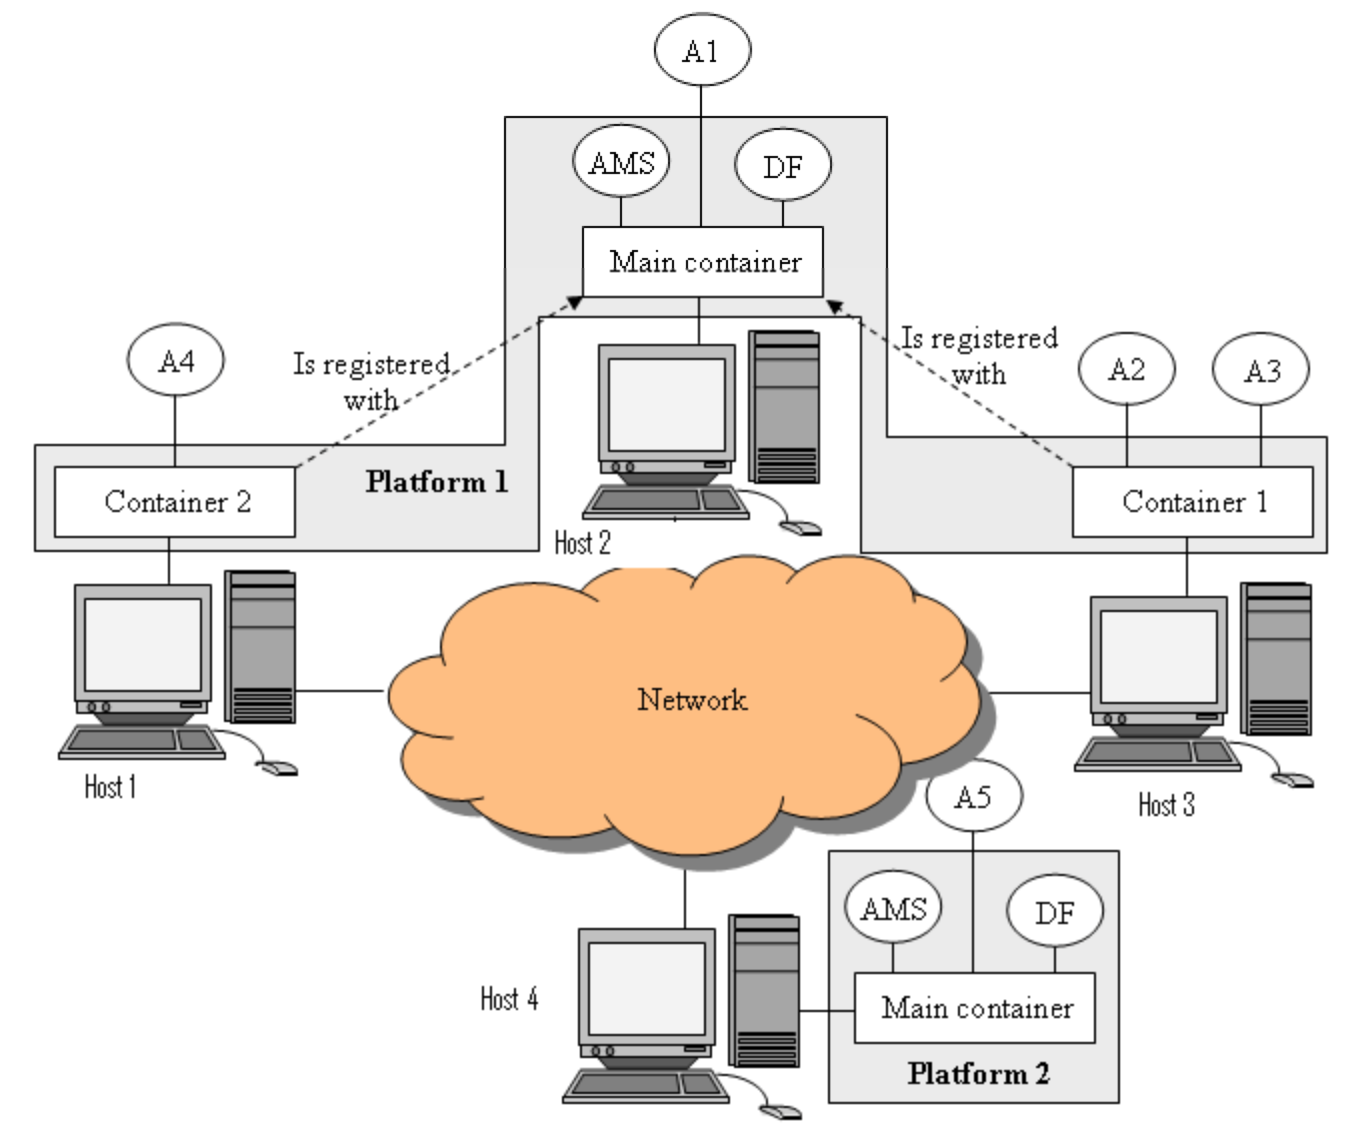 A1
AMS
DF
Main container
A4
Is registered
with
Is registered
with
A2
A3
Platform 1
Container 2
Container 1
Host 2
Network
Host 1
Host 3
A5
AMS
DF
Host 4
Main container
Platform 2